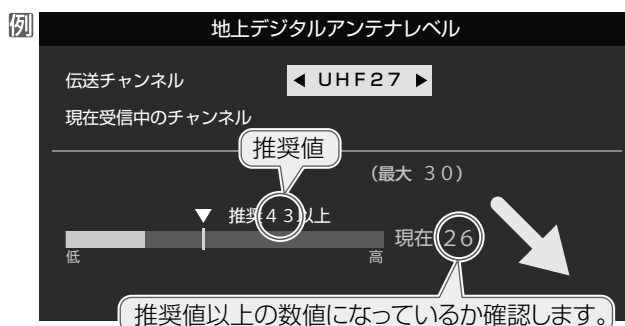 例
地上デジタルアンテナレベル
伝送チャンネル
◀ UHF27 ▶
現在受信中のチャンネル
推奨値
(最大 30)
▼ 推奨43以上
現在26
低
高
推奨値以上の数値になっているか確認します。